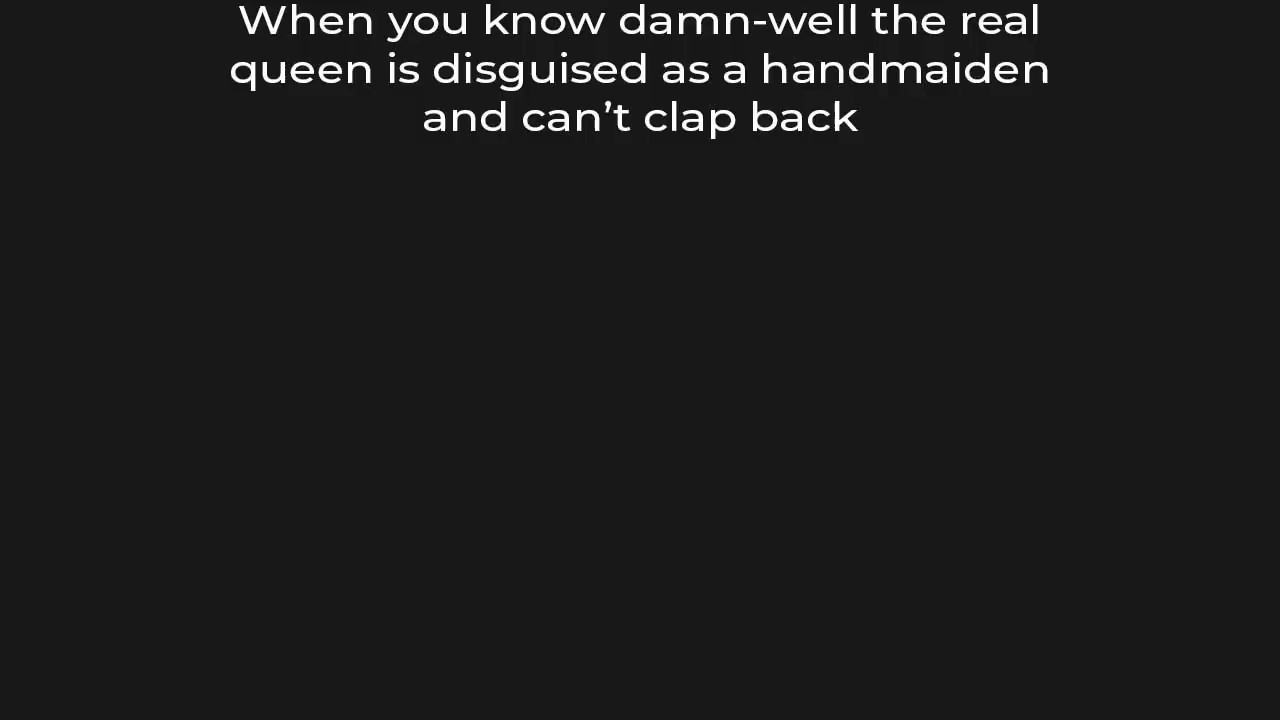 When you know damn-well the real
queen is disguised as a handmaiden
and can’t clap back